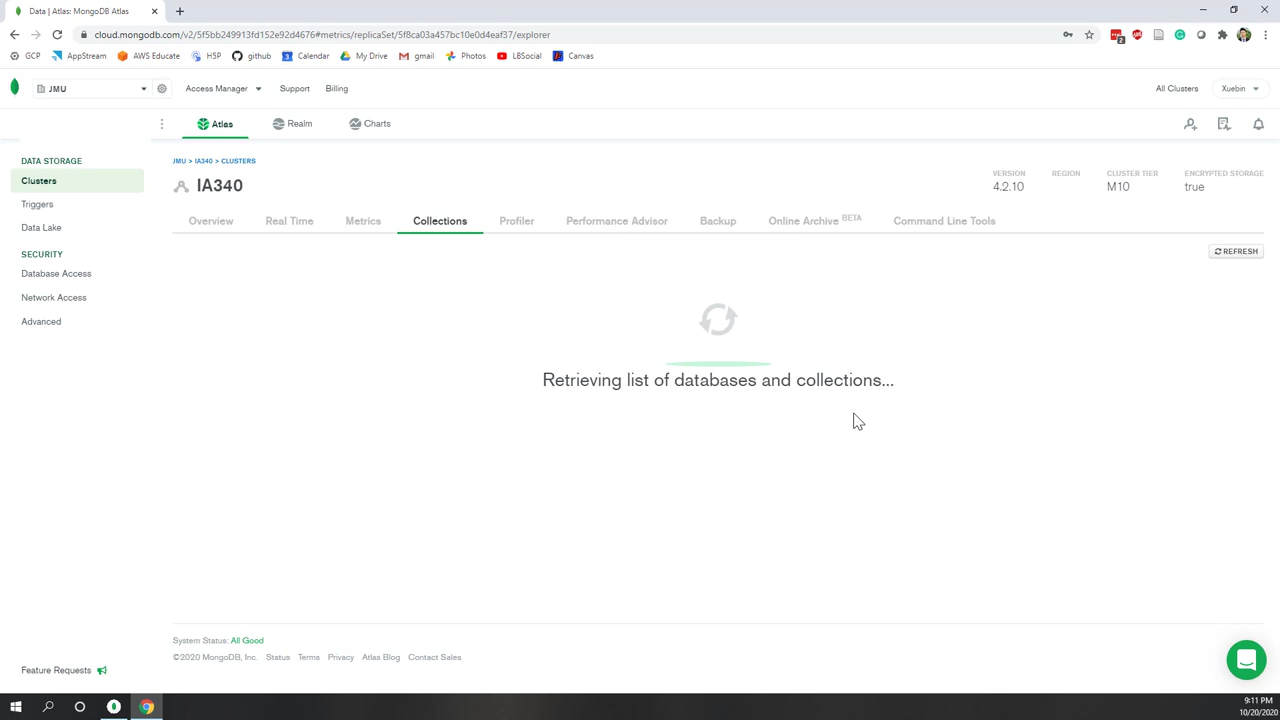 Data | Atlas: MongoDB Atlas
cloud.mongodb.com/v2/5f5bb249913fd152e92d4676#metrics/replicaSet/5f8ca03a457bc10e0d4eaf37/explorer
2
GCP AppStream AWS Educate H5P github Calendar My Drive gmail Photos LBSocial Canvas
JMU Access Manager Support Billing All Clusters Xuebin
Atlas Realm Charts
DATA STORAGE
Clusters
Triggers
Data Lake
SECURITY
Database Access
Network Access
Advanced
JMU > IA340 > CLUSTERS
IA340
VERSION REGION CLUSTER TIER ENCRYPTED STORAGE
4.2.10 M10 true
Overview Real Time Metrics Collections Profiler Performance Advisor Backup Online Archive BETA Command Line Tools
REFRESH
Retrieving list of databases and collections...
System Status: All Good
©2020 MongoDB, Inc. Status Terms Privacy Atlas Blog Contact Sales
Feature Requests
9:11 PM
10/20/2020